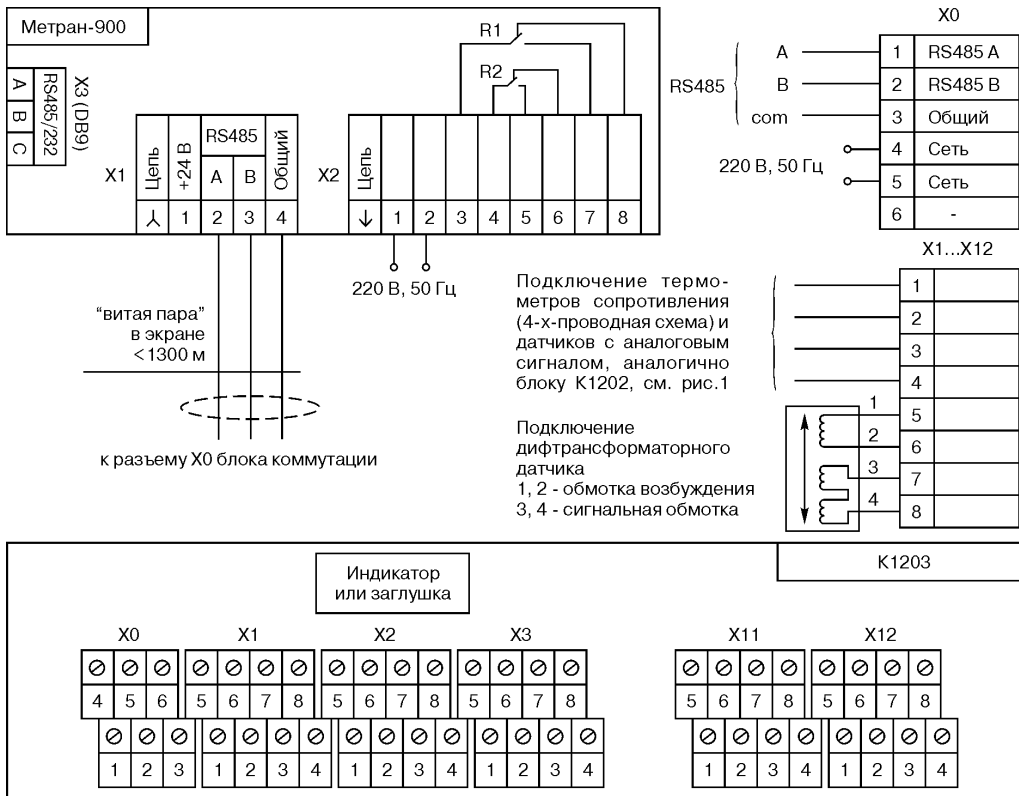 Метран-900
X3 (DB9)
RS485/232
A
B
C
X1
Цепь
+24 В
RS485
A
B
Общий
1
2
3
4
X2
Цепь
1
2
3
4
5
6
7
8
R1
R2
220 В, 50 Гц
“витая пара”
в экране
<1300 м
к разъему X0 блока коммутации
X0
RS485
A
B
com
1 RS485 A
2 RS485 B
3 Общий
4 Сеть
5 Сеть
6 -
220 В, 50 Гц
X1...X12
Подключение термо-
метров сопротивления
(4-х-проводная схема) и
датчиков с аналоговым
сигналом, аналогично
блоку К1202, см. рис.1
1
2
3
4
5
6
7
8
Подключение
дифтрансформаторного
датчика
1, 2 - обмотка возбуждения
3, 4 - сигнальная обмотка
1
2
3
4
К1203
Индикатор
или заглушка
X0 X1 X2 X3 X11 X12
4 5 6 5 6 7 8 5 6 7 8 5 6 7 8 5 6 7 8 5 6 7 8
1 2 3 1 2 3 4 1 2 3 4 1 2 3 4 1 2 3 4 1 2 3 4